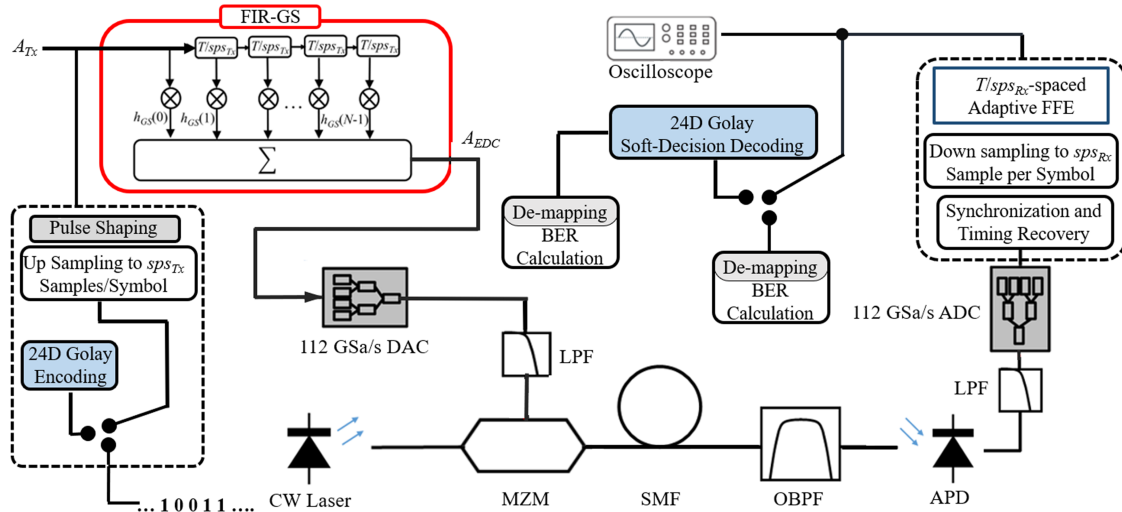 FIR-GS
A_Tx
T/sps_Tx
T/sps_Tx
T/sps_Tx
T/sps_Tx
h_GS(0)
h_GS(1)
...
h_GS(N-1)
Σ
A_EDC
Pulse Shaping
Up Sampling to sps_Tx
Samples/Symbol
24D Golay
Encoding
... 1 0 0 1 1 ....
112 GSa/s DAC
LPF
CW Laser
MZM
SMF
OBPF
APD
LPF
112 GSa/s ADC
Synchronization and
Timing Recovery
Down sampling to sps_Rx
Sample per Symbol
T/sps_Rx-spaced
Adaptive FFE
Oscilloscope
24D Golay
Soft-Decision Decoding
De-mapping
BER
Calculation
De-mapping
BER
Calculation